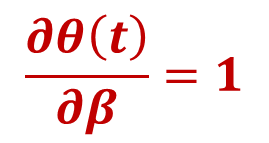 ∂θ(t)/∂β = 1